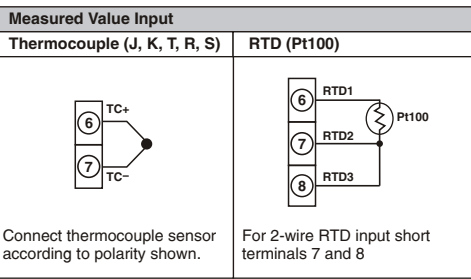 Measured Value Input
Thermocouple (J, K, T, R, S)
RTD (Pt100)
6 TC+
7 TC–
6 RTD1
Pt100
7 RTD2
8 RTD3
Connect thermocouple sensor
according to polarity shown.
For 2-wire RTD input short
terminals 7 and 8